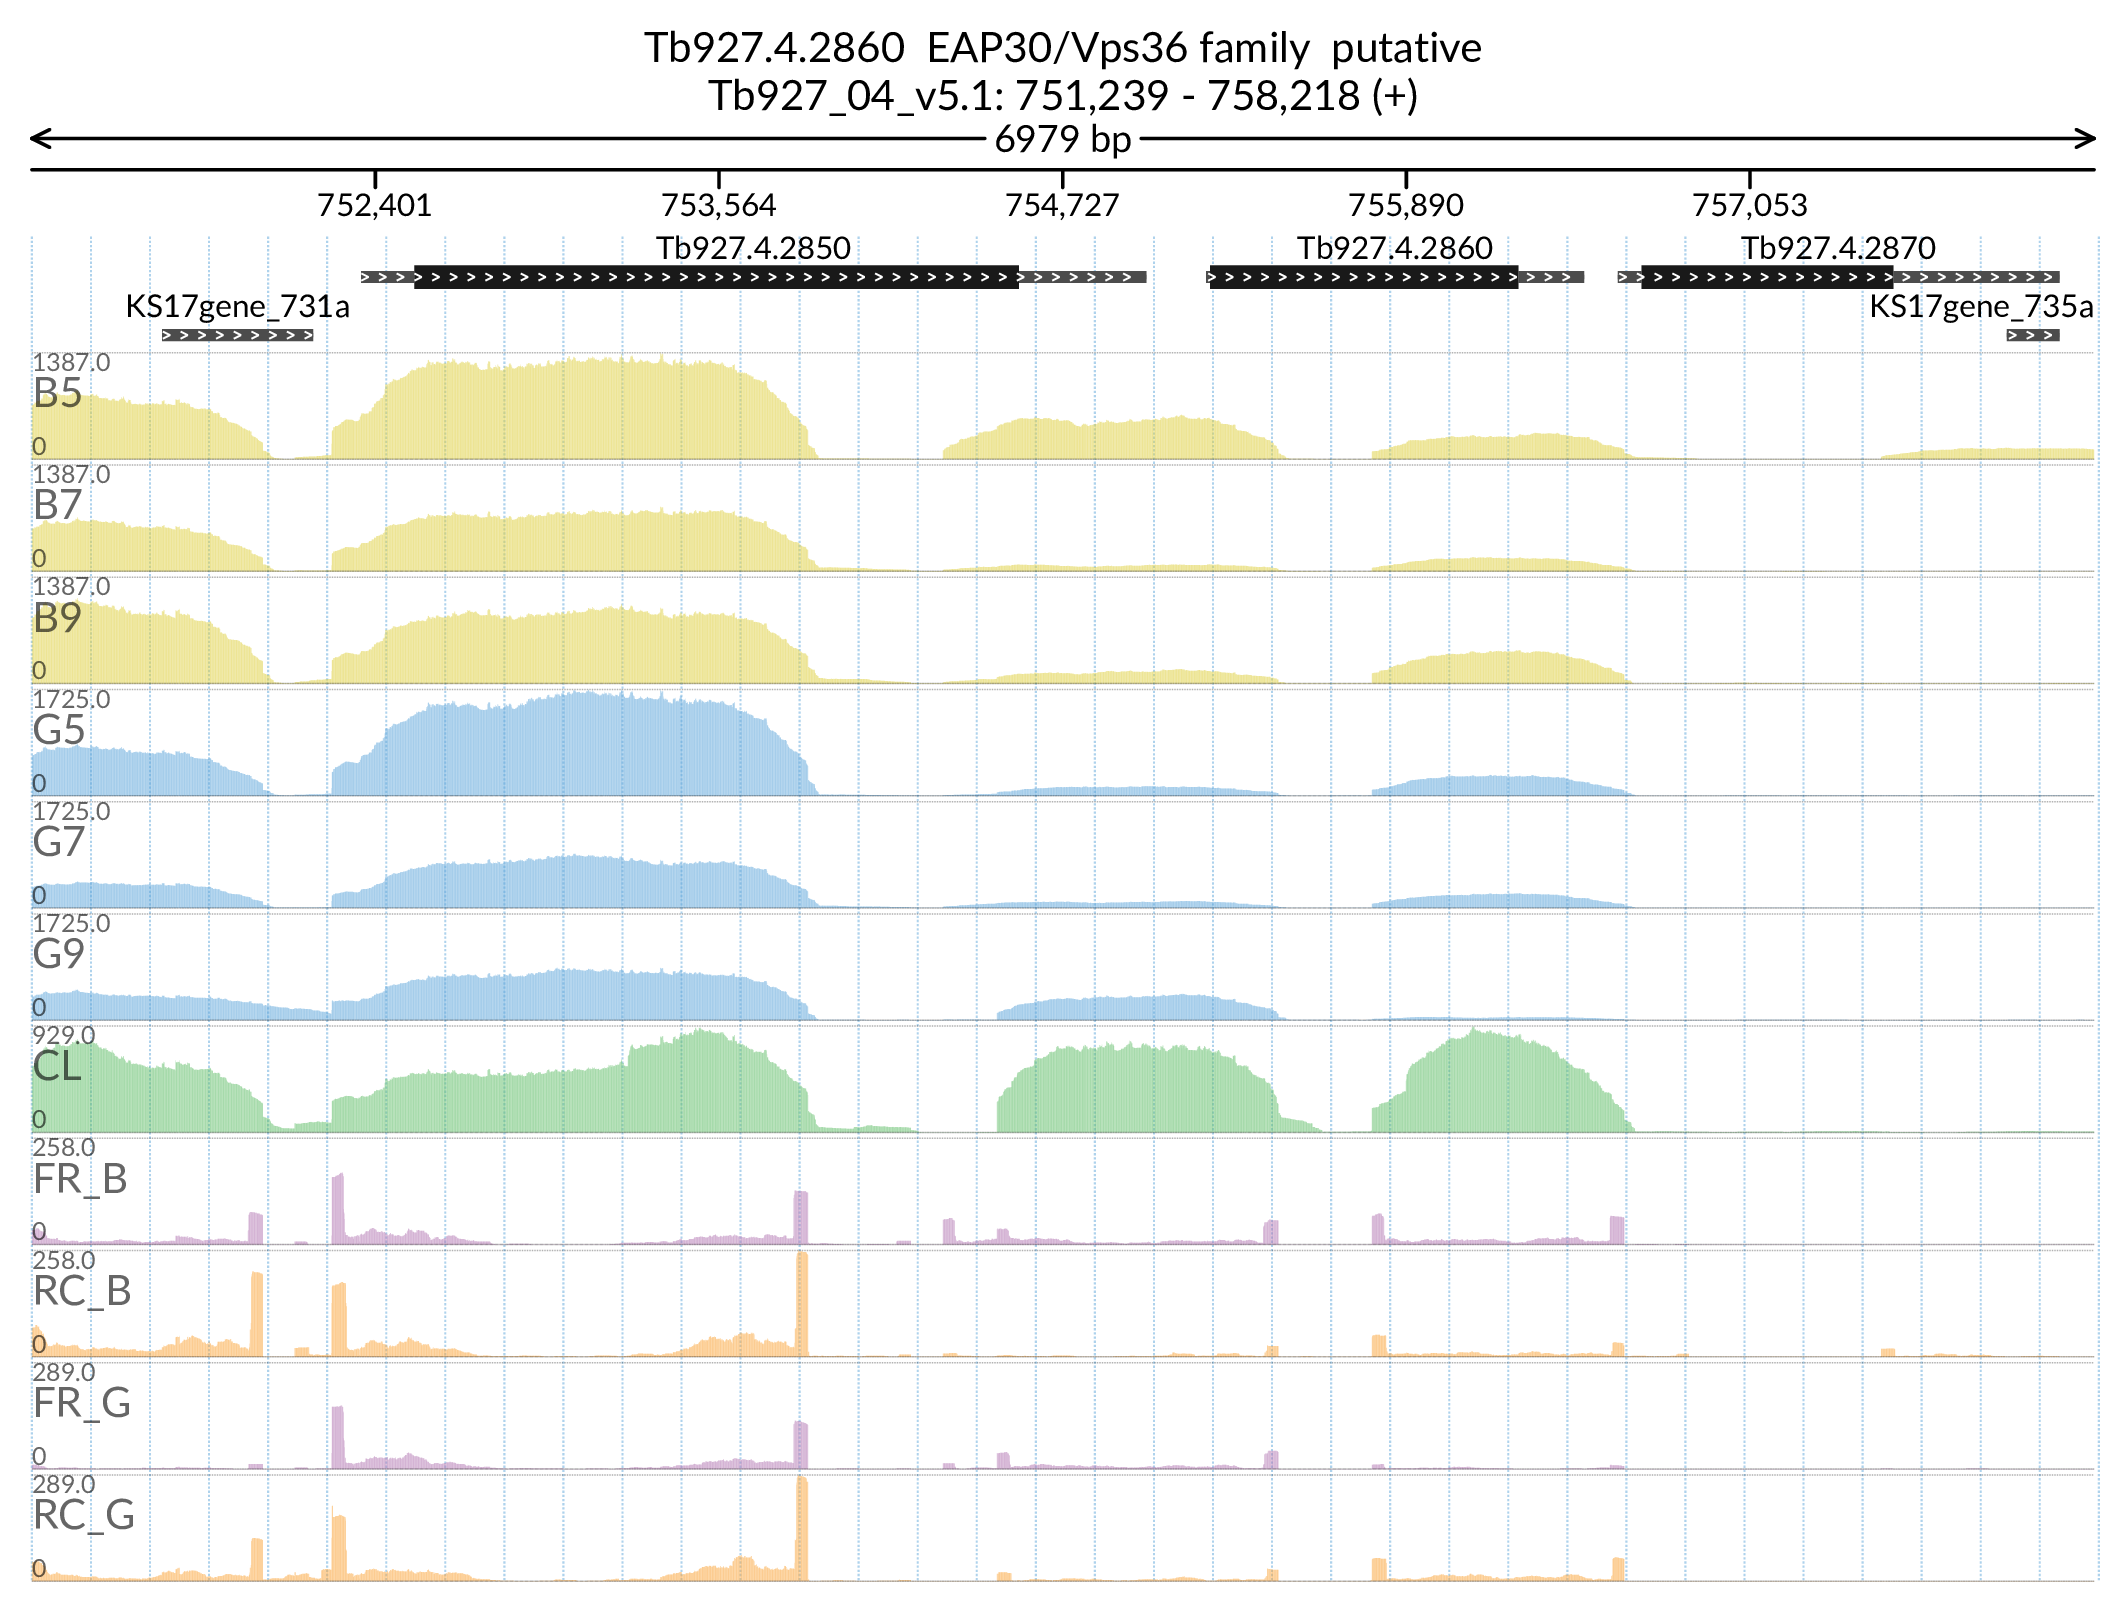 Tb927.4.2860  EAP30/Vps36 family  putative
Tb927_04_v5.1: 751,239 - 758,218 (+)
6979 bp
752,401 753,564 754,727 755,890 757,053
Tb927.4.2850 Tb927.4.2860 Tb927.4.2870
KS17gene_731a KS17gene_735a
1387.0
B5
0
1387.0
B7
0
1387.0
B9
0
1725.0
G5
0
1725.0
G7
0
1725.0
G9
0
929.0
CL
0
258.0
FR_B
0
258.0
RC_B
0
289.0
FR_G
0
289.0
RC_G
0